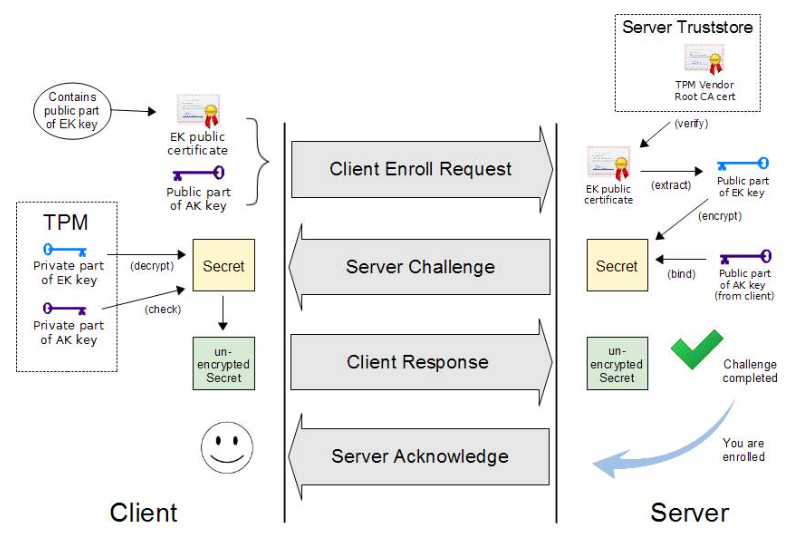 Server Truststore
TPM Vendor
Root CA cert
(verify)
Contains
public part
of EK key
EK public
certificate
Public part
of AK key
Client Enroll Request
EK public
certificate
(extract)
Public part
of EK key
(encrypt)
TPM
Private part
of EK key
(decrypt)
Secret
Server Challenge
Secret
(bind)
Public part
of AK key
(from client)
Private part
of AK key
(check)
un-
encrypted
Secret
Client Response
un-
encrypted
Secret
Challenge
completed
Server Acknowledge
You are
enrolled
Client
Server